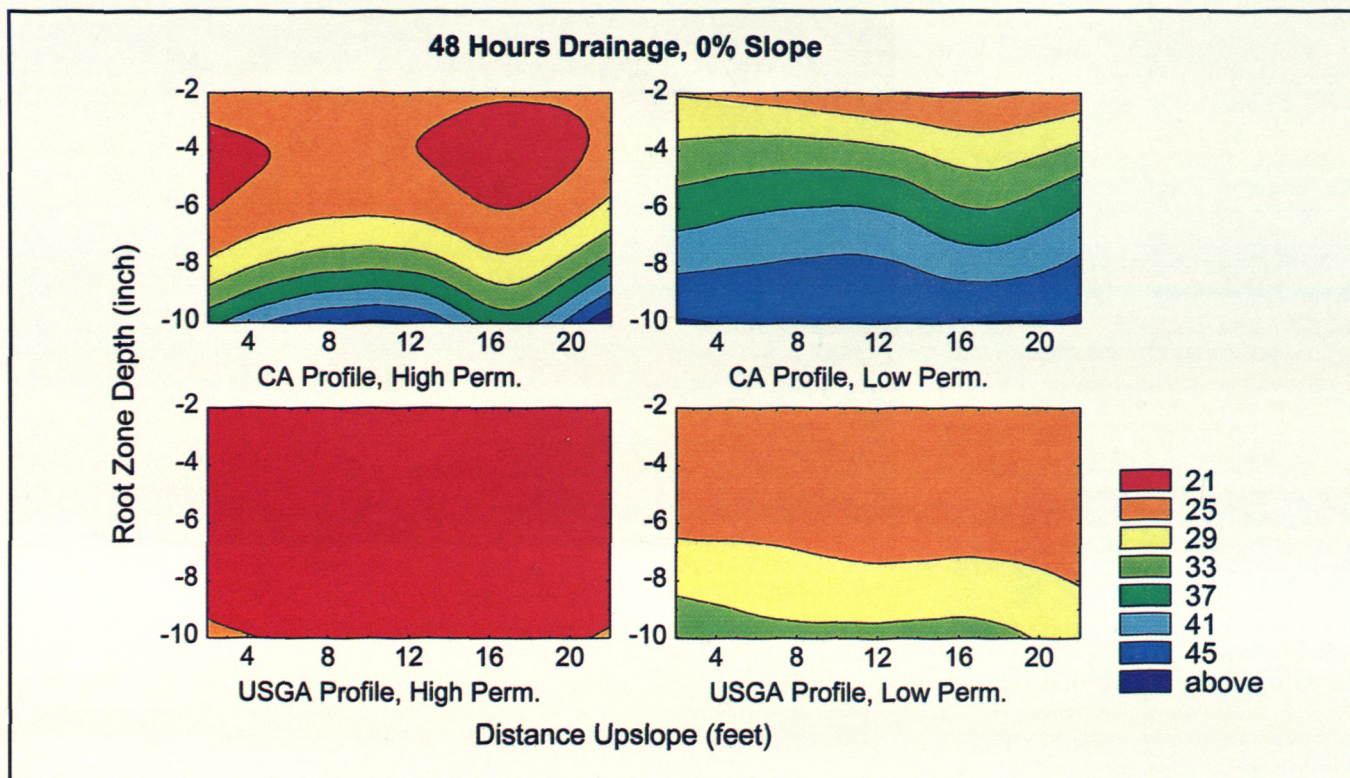 48 Hours Drainage, 0% Slope
Root Zone Depth (inch)
-2
-4
-6
-8
-10
4 8 12 16 20
CA Profile, High Perm.
-2
-4
-6
-8
-10
4 8 12 16 20
CA Profile, Low Perm.
-2
-4
-6
-8
-10
4 8 12 16 20
USGA Profile, High Perm.
-2
-4
-6
-8
-10
4 8 12 16 20
USGA Profile, Low Perm.
Distance Upslope (feet)
21
25
29
33
37
41
45
above